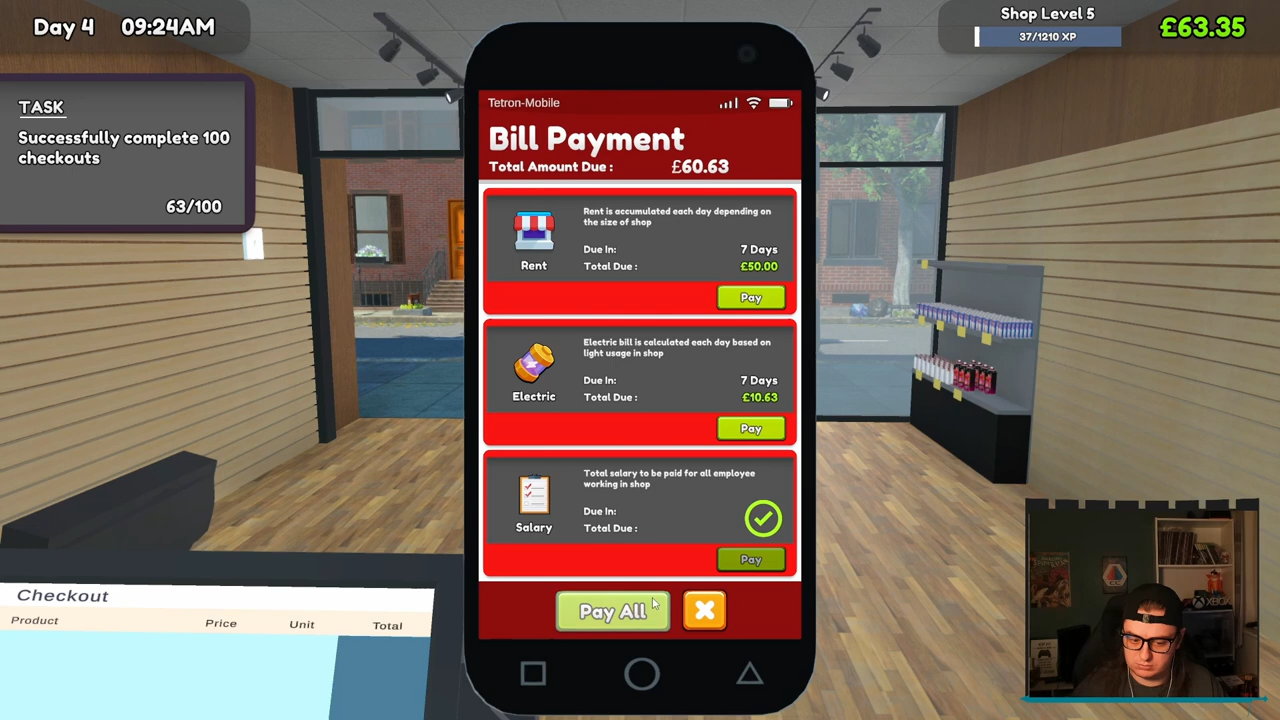 Day 4 09:24AM
Shop Level 5
37/1210 XP
£63.35
TASK
Successfully complete 100
checkouts
63/100
Tetron-Mobile
Bill Payment
Total Amount Due : £60.63
Rent is accumulated each day depending on
the size of shop
Due In: 7 Days
Total Due : £50.00
Rent
Pay
Electric bill is calculated each day based on
light usage in shop
Due In: 7 Days
Total Due : £10.63
Electric
Pay
Total salary to be paid for all employee
working in shop
Due In:
Total Due :
Salary
Pay
Pay All
Checkout
Product Price Unit Total
XBOX